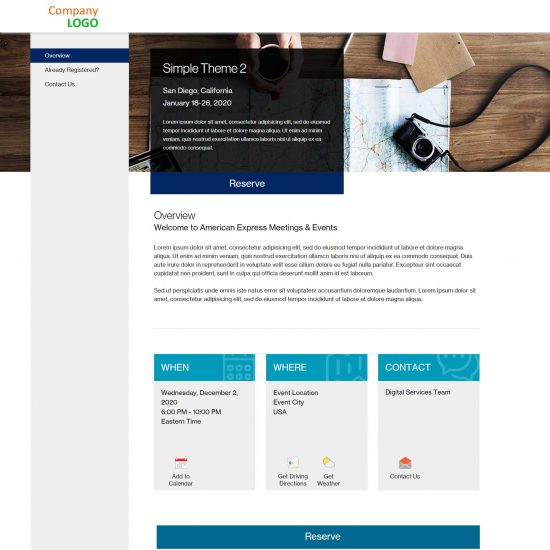 Company
LOGO
Overview
Already Registered?
Contact Us
Simple Theme 2
San Diego, California
January 18-26, 2020
Lorem ipsum dolor sit amet, consectetur adipisicing elit, sed do eiusmod
tempor incididunt ut labore et dolore magna aliqua. Ut enim ad minim
veniam, quis nostrud exercitation ullamco laboris nisi ut aliquip ex ea
commodo consequat.
Reserve
Overview
Welcome to American Express Meetings & Events
Lorem ipsum dolor sit amet, consectetur adipisicing elit, sed do eiusmod tempor incididunt ut labore et dolore magna
aliqua. Ut enim ad minim veniam, quis nostrud exercitation ullamco laboris nisi ut aliquip ex ea commodo consequat. Duis
aute irure dolor in reprehenderit in voluptate velit esse cillum dolore eu fugiat nulla pariatur. Excepteur sint occaecat
cupidatat non proident, sunt in culpa qui officia deserunt mollit anim id est laborum.
Sed ut perspiciatis unde omnis iste natus error sit voluptatem accusantium doloremque laudantium. Lorem ipsum dolor sit
amet, consectetur adipisicing elit, sed do eiusmod tempor incididunt ut labore et dolore magna aliqua.
WHEN
Wednesday, December 2,
2020
6:00 PM - 10:00 PM
Eastern Time
Add to
Calendar
WHERE
Event Location
Event City
USA
Get Driving
Directions
Get
Weather
CONTACT
Digital Services Team
Contact Us
Reserve